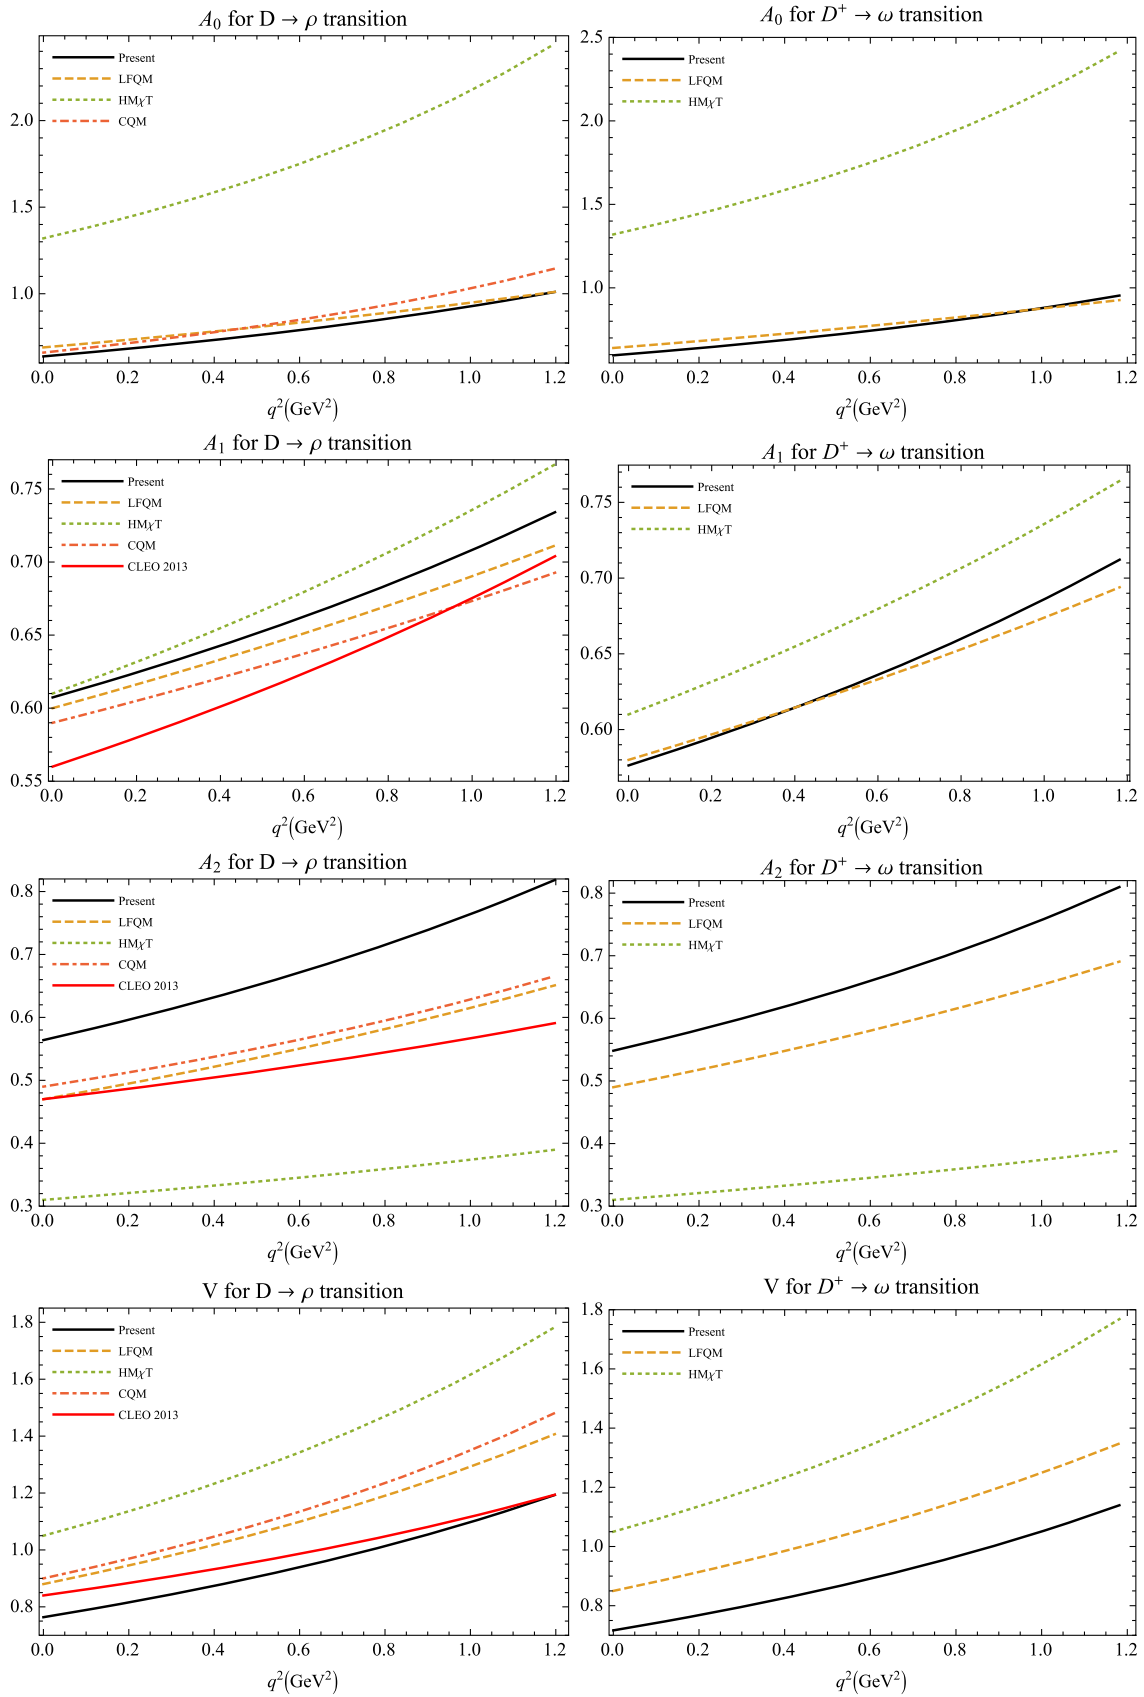 A0 for D → ρ transition
Present
LFQM
HMχT
CQM
2.0
1.5
1.0
0.0 0.2 0.4 0.6 0.8 1.0 1.2
q²(GeV²)
A0 for D⁺ → ω transition
Present
LFQM
HMχT
2.5
2.0
1.5
1.0
0.0 0.2 0.4 0.6 0.8 1.0 1.2
q²(GeV²)
A1 for D → ρ transition
Present
LFQM
HMχT
CQM
CLEO 2013
0.75
0.70
0.65
0.60
0.55
0.0 0.2 0.4 0.6 0.8 1.0 1.2
q²(GeV²)
A1 for D⁺ → ω transition
Present
LFQM
HMχT
0.75
0.70
0.65
0.60
0.0 0.2 0.4 0.6 0.8 1.0 1.2
q²(GeV²)
A2 for D → ρ transition
Present
LFQM
HMχT
CQM
CLEO 2013
0.8
0.7
0.6
0.5
0.4
0.3
0.0 0.2 0.4 0.6 0.8 1.0 1.2
q²(GeV²)
A2 for D⁺ → ω transition
Present
LFQM
HMχT
0.8
0.7
0.6
0.5
0.4
0.3
0.0 0.2 0.4 0.6 0.8 1.0 1.2
q²(GeV²)
V for D → ρ transition
Present
LFQM
HMχT
CQM
CLEO 2013
1.8
1.6
1.4
1.2
1.0
0.8
0.0 0.2 0.4 0.6 0.8 1.0 1.2
q²(GeV²)
V for D⁺ → ω transition
Present
LFQM
HMχT
1.8
1.6
1.4
1.2
1.0
0.8
0.0 0.2 0.4 0.6 0.8 1.0 1.2
q²(GeV²)